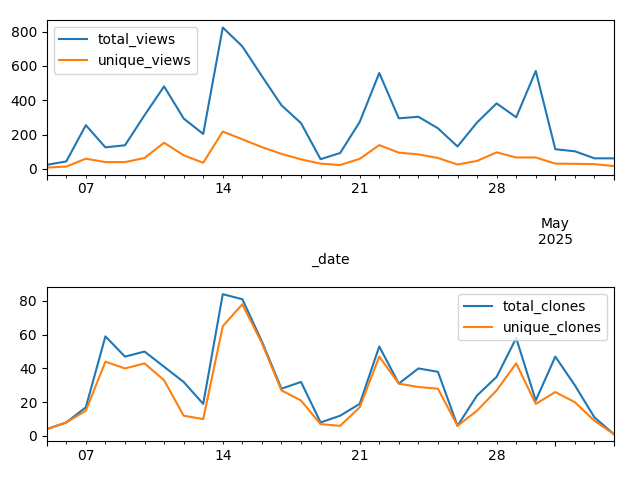 total_views
unique_views
800
600
400
200
0
07 14 21 28
May
2025
_date
total_clones
unique_clones
80
60
40
20
0
07 14 21 28